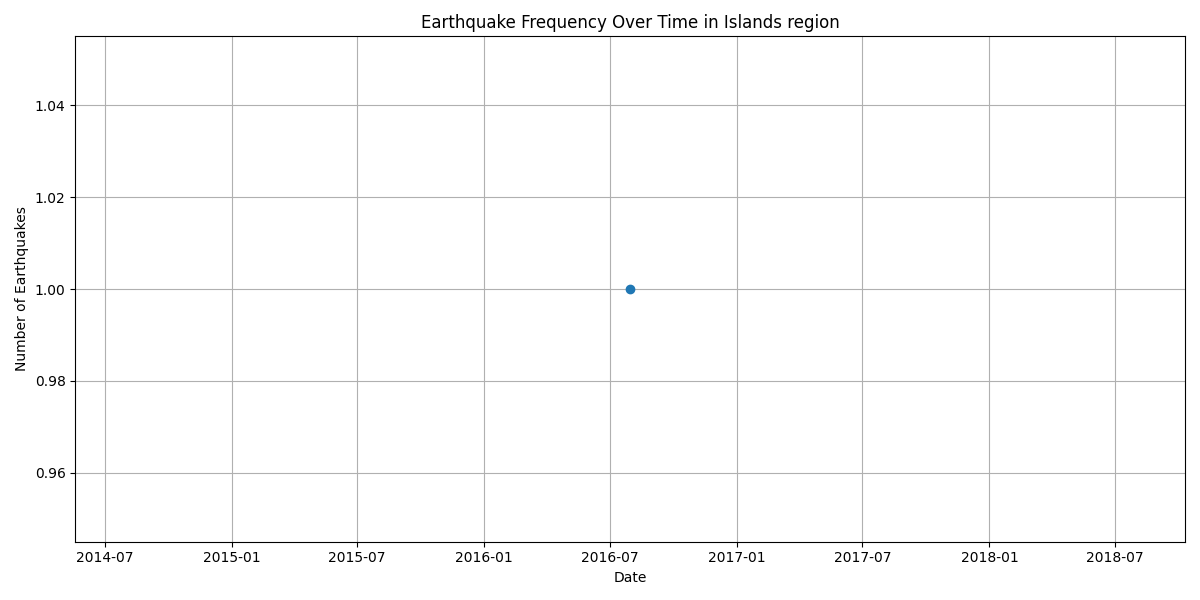 Earthquake Frequency Over Time in Islands region
1.04
1.02
1.00
0.98
0.96
Number of Earthquakes
2014-07 2015-01 2015-07 2016-01 2016-07 2017-01 2017-07 2018-01 2018-07
Date